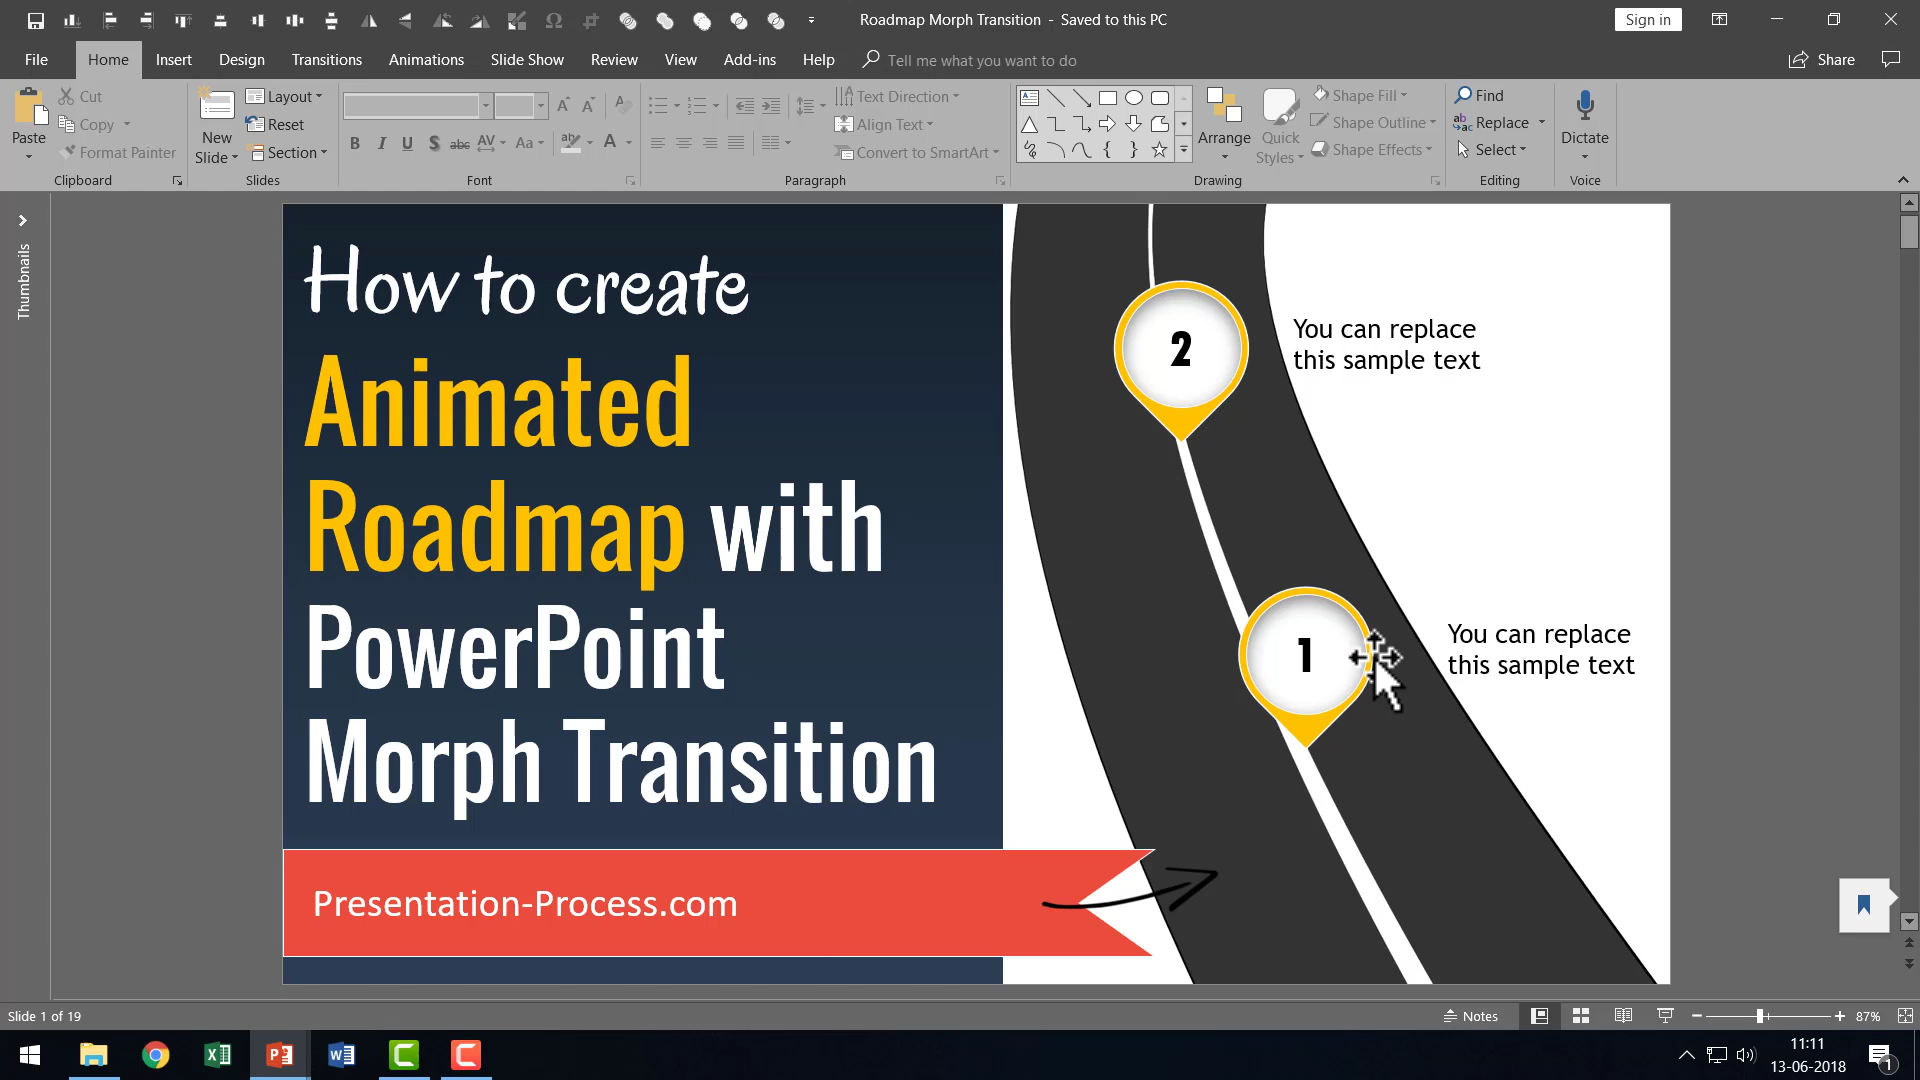 Roadmap Morph Transition - Saved to this PC
Sign in
File Home Insert Design Transitions Animations Slide Show Review View Add-ins Help Tell me what you want to do
Share
Paste
Cut
Copy
Format Painter
Clipboard
New
Slide
Layout
Reset
Section
Slides
B I U S abc AV Aa A
Font
Text Direction
Align Text
Convert to SmartArt
Paragraph
Arrange
Quick
Styles
Shape Fill
Shape Outline
Shape Effects
Drawing
Find
Replace
Select
Editing
Dictate
Voice
Thumbnails
How to create
Animated
Roadmap with
PowerPoint
Morph Transition
Presentation-Process.com
2
You can replace
this sample text
1
You can replace
this sample text
Slide 1 of 19
Notes
87%
11:11
13-06-2018
1